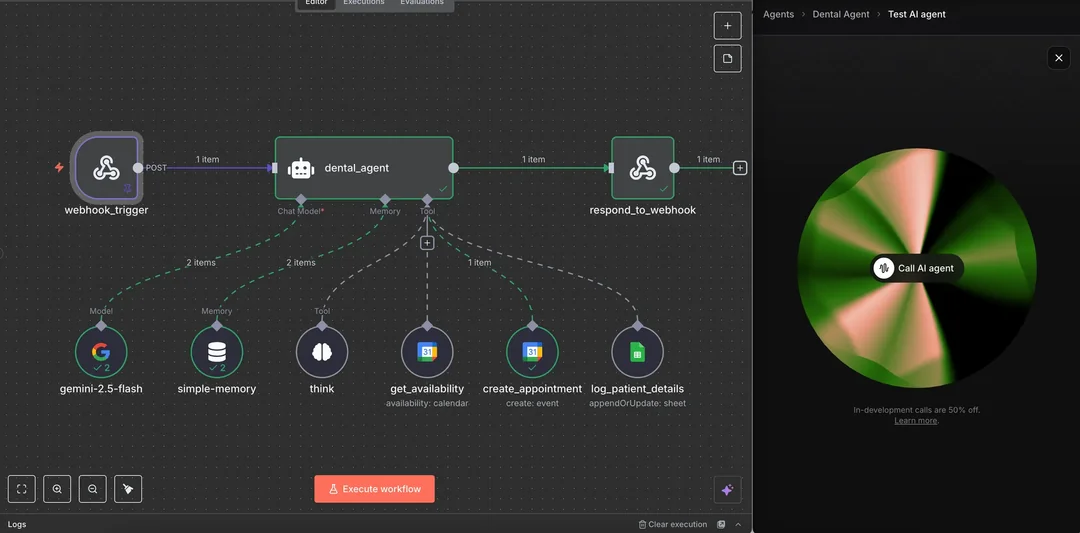 Editor Executions Evaluations
Agents > Dental Agent > Test AI agent
POST
1 item
dental_agent
1 item
1 item
webhook_trigger
Chat Model*
Memory
Tool
respond_to_webhook
2 items
2 items
1 item
Model
Memory
Tool
31
31
2
2
gemini-2.5-flash
simple-memory
think
get_availability
create_appointment
log_patient_details
availability: calendar
create: event
appendOrUpdate: sheet
Execute workflow
Logs
Clear execution
Call AI agent
In-development calls are 50% off.
Learn more.